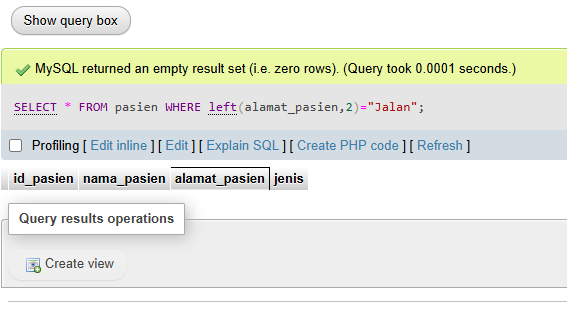 Show query box
MySQL returned an empty result set (i.e. zero rows). (Query took 0.0001 seconds.)
SELECT * FROM pasien WHERE left(alamat_pasien,2)="Jalan";
Profiling [ Edit inline ] [ Edit ] [ Explain SQL ] [ Create PHP code ] [ Refresh ]
id_pasien nama_pasien alamat_pasien jenis
Query results operations
Create view